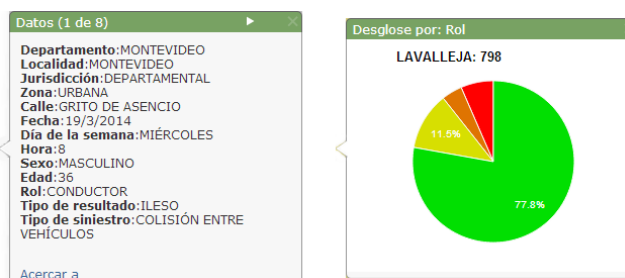 Datos (1 de 8)
Departamento:MONTEVIDEO
Localidad:MONTEVIDEO
Jurisdicción:DEPARTAMENTAL
Zona:URBANA
Calle:GRITO DE ASENCIO
Fecha:19/3/2014
Día de la semana:MIÉRCOLES
Hora:8
Sexo:MASCULINO
Edad:36
Rol:CONDUCTOR
Tipo de resultado:ILESO
Tipo de siniestro:COLISIÓN ENTRE
VEHÍCULOS
Acercar a
Desglose por: Rol
LAVALLEJA: 798
11.5%
77.8%